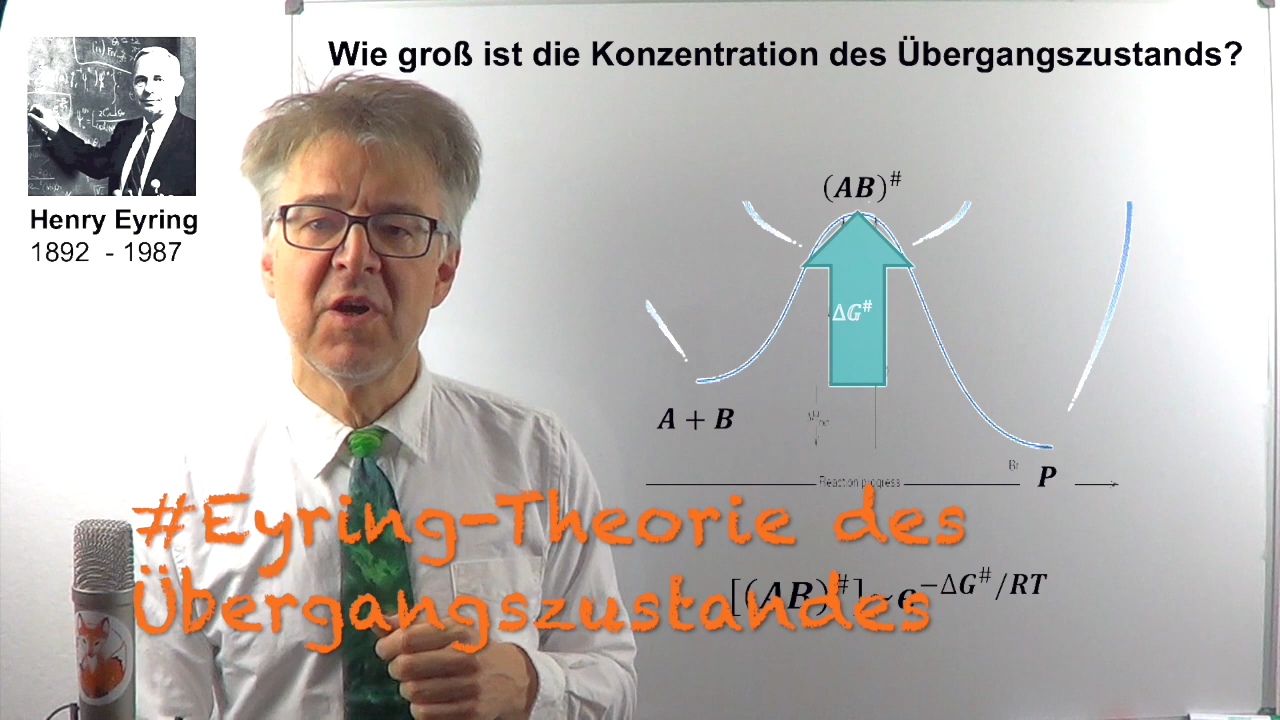 Wie groß ist die Konzentration des Übergangszustands?
Henry Eyring
1892 - 1987
(AB)#
ΔG#
A + B
Br
P
Reaction progress
#Eyring-Theorie des
Übergangszustandes
[(AB)#] ~ e−ΔG#/RT